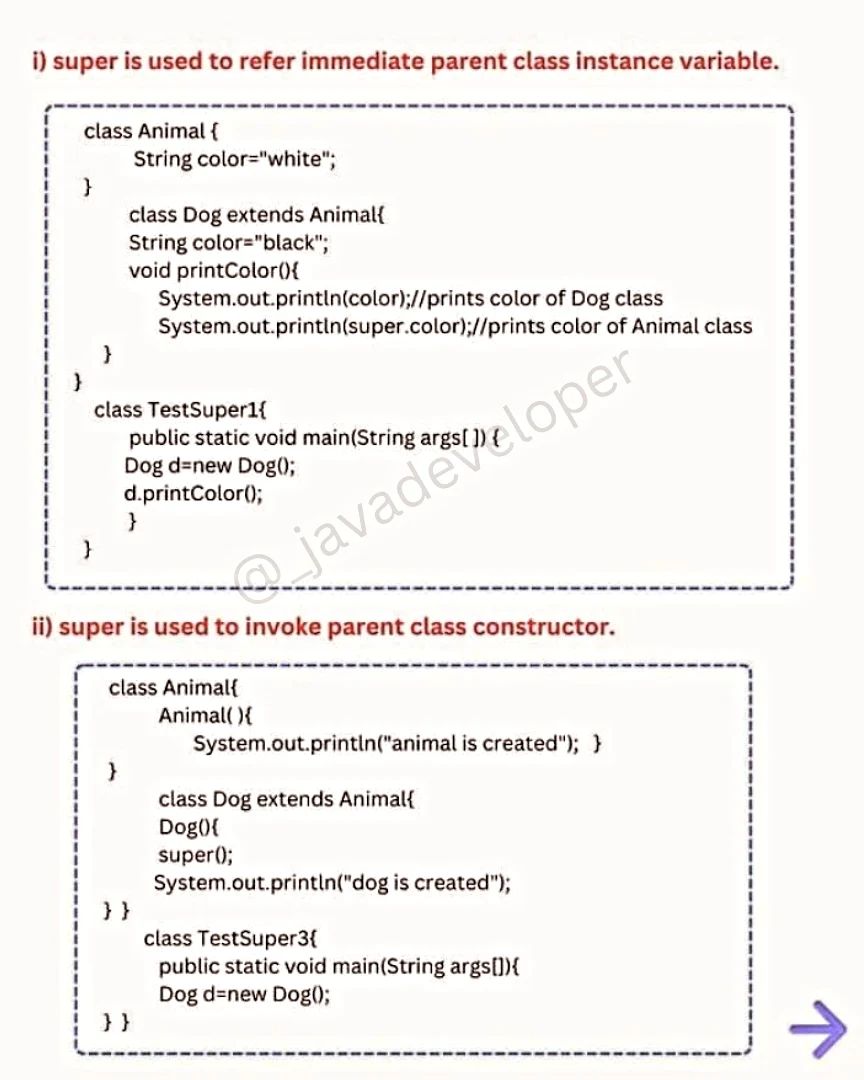 i) super is used to refer immediate parent class instance variable.
class Animal {
String color="white";
}
class Dog extends Animal{
String color="black";
void printColor(){
System.out.println(color);//prints color of Dog class
System.out.println(super.color);//prints color of Animal class
}
}
class TestSuper1{
public static void main(String args[ ]) {
Dog d=new Dog();
d.printColor();
}
}
@_javadeveloper
ii) super is used to invoke parent class constructor.
class Animal{
Animal( ){
System.out.println("animal is created"); }
}
class Dog extends Animal{
Dog(){
super();
System.out.println("dog is created");
} }
class TestSuper3{
public static void main(String args[]){
Dog d=new Dog();
} }